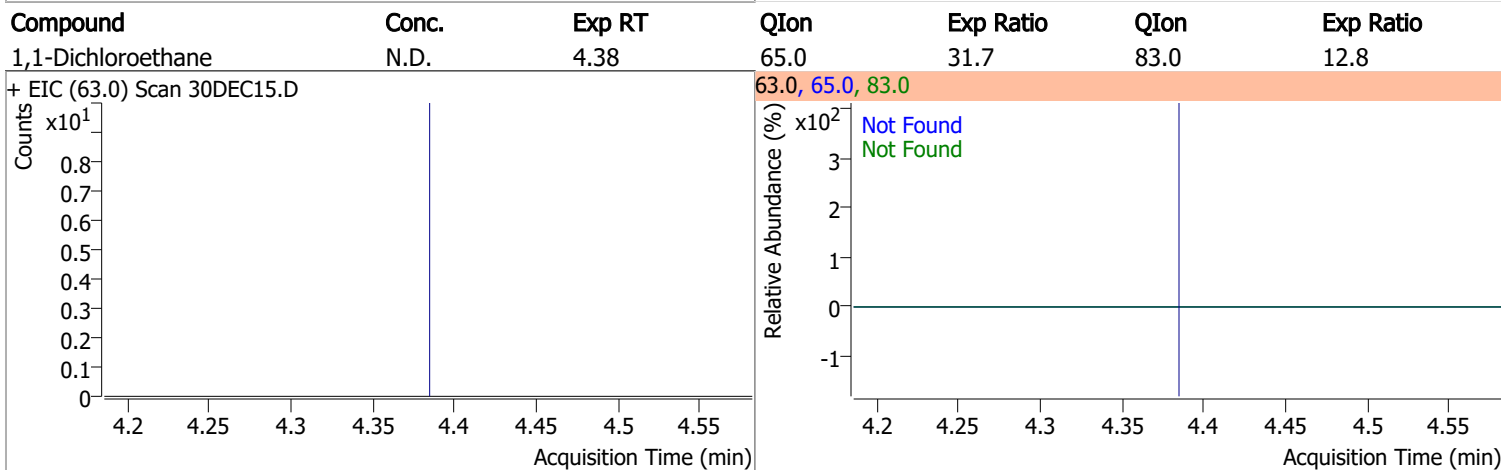 Compound Conc. Exp RT QIon Exp Ratio QIon Exp Ratio
1,1-Dichloroethane N.D. 4.38 65.0 31.7 83.0 12.8
+ EIC (63.0) Scan 30DEC15.D
Counts
x10¹
0.8
0.7
0.6
0.5
0.4
0.3
0.2
0.1
0
4.2 4.25 4.3 4.35 4.4 4.45 4.5 4.55
Acquisition Time (min)
63.0, 65.0, 83.0
Relative Abundance (%)
x10²
Not Found
Not Found
3
2
1
0
-1
4.2 4.25 4.3 4.35 4.4 4.45 4.5 4.55
Acquisition Time (min)